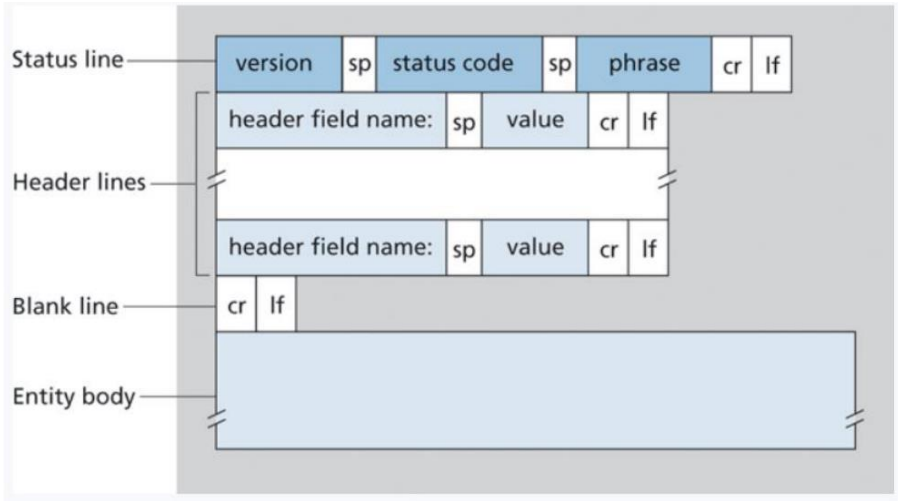 Status line
version sp status code sp phrase cr lf
header field name: sp value cr lf
Header lines
header field name: sp value cr lf
Blank line
cr lf
Entity body